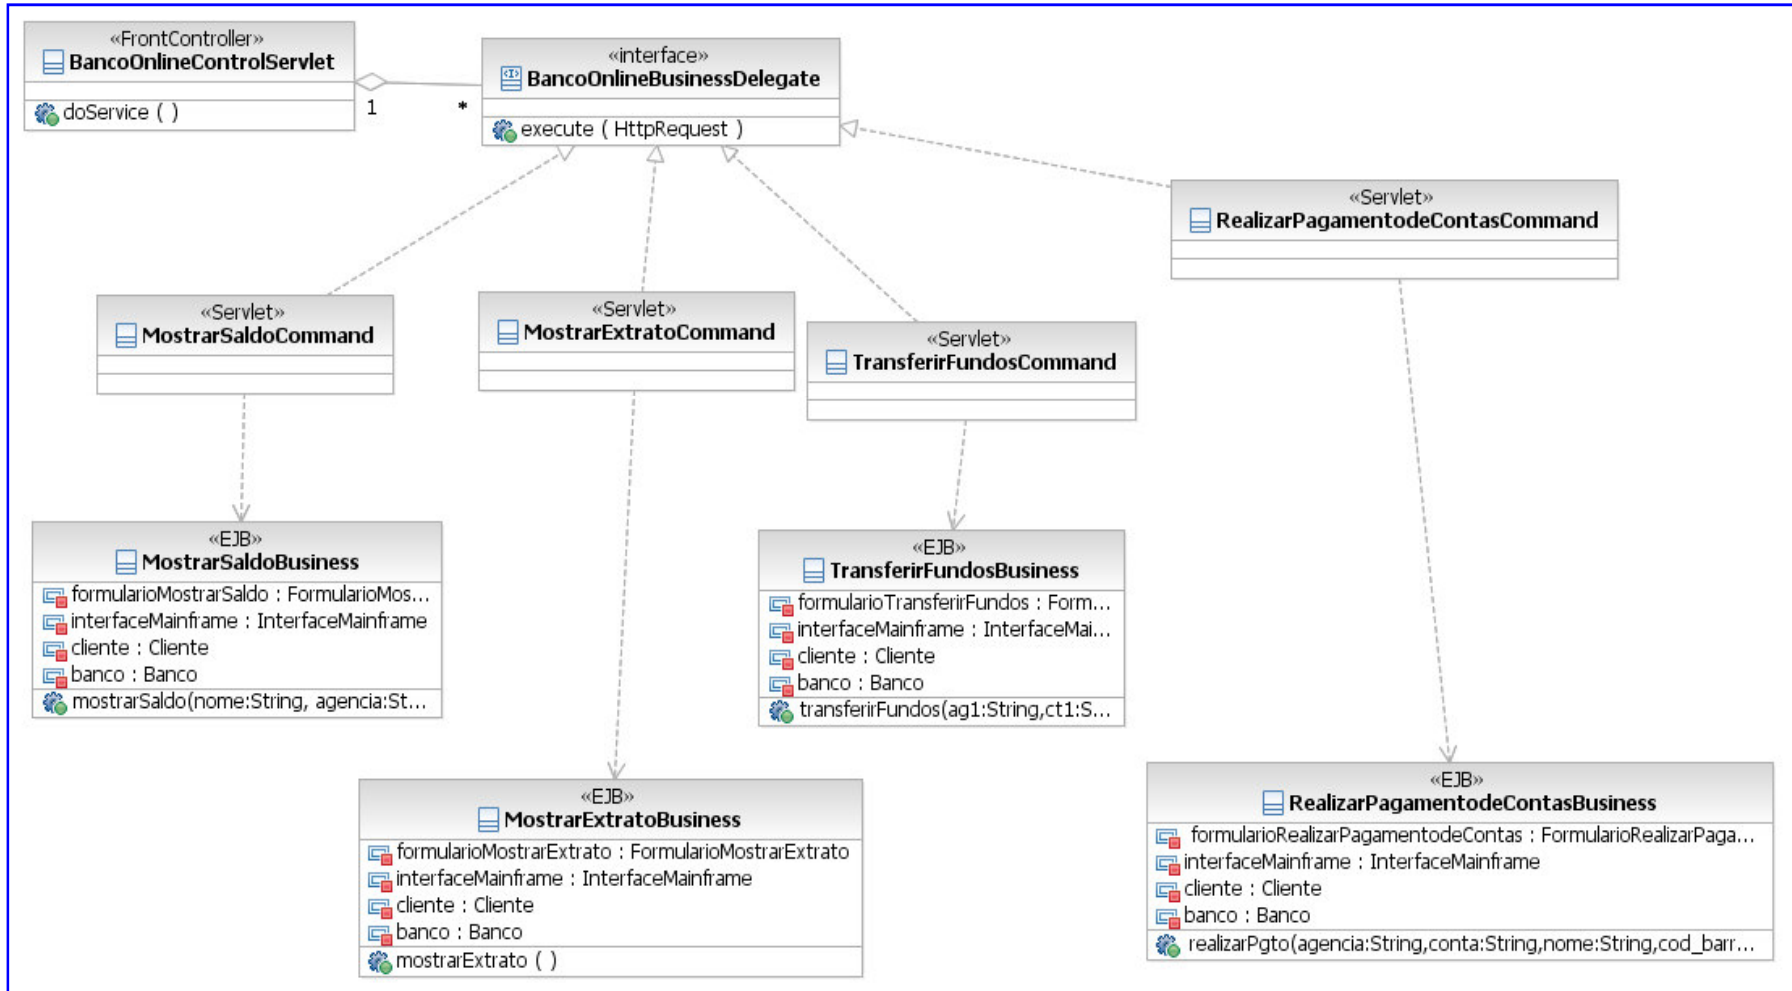 «FrontController»
BancoOnlineControlServlet
doService ( )
1
*
«interface»
BancoOnlineBusinessDelegate
execute ( HttpRequest )
«Servlet»
RealizarPagamentodeContasCommand
«Servlet»
MostrarSaldoCommand
«Servlet»
MostrarExtratoCommand
«Servlet»
TransferirFundosCommand
«EJB»
MostrarSaldoBusiness
formularioMostrarSaldo : FormularioMos...
interfaceMainframe : InterfaceMainframe
cliente : Cliente
banco : Banco
mostrarSaldo(nome:String, agencia:St...
«EJB»
TransferirFundosBusiness
formularioTransferirFundos : Form...
interfaceMainframe : InterfaceMai...
cliente : Cliente
banco : Banco
transferirFundos(ag1:String,ct1:S...
«EJB»
MostrarExtratoBusiness
formularioMostrarExtrato : FormularioMostrarExtrato
interfaceMainframe : InterfaceMainframe
cliente : Cliente
banco : Banco
mostrarExtrato ( )
«EJB»
RealizarPagamentodeContasBusiness
formularioRealizarPagamentodeContas : FormularioRealizarPaga...
interfaceMainframe : InterfaceMainframe
cliente : Cliente
banco : Banco
realizarPgto(agencia:String,conta:String,nome:String,cod_barr...